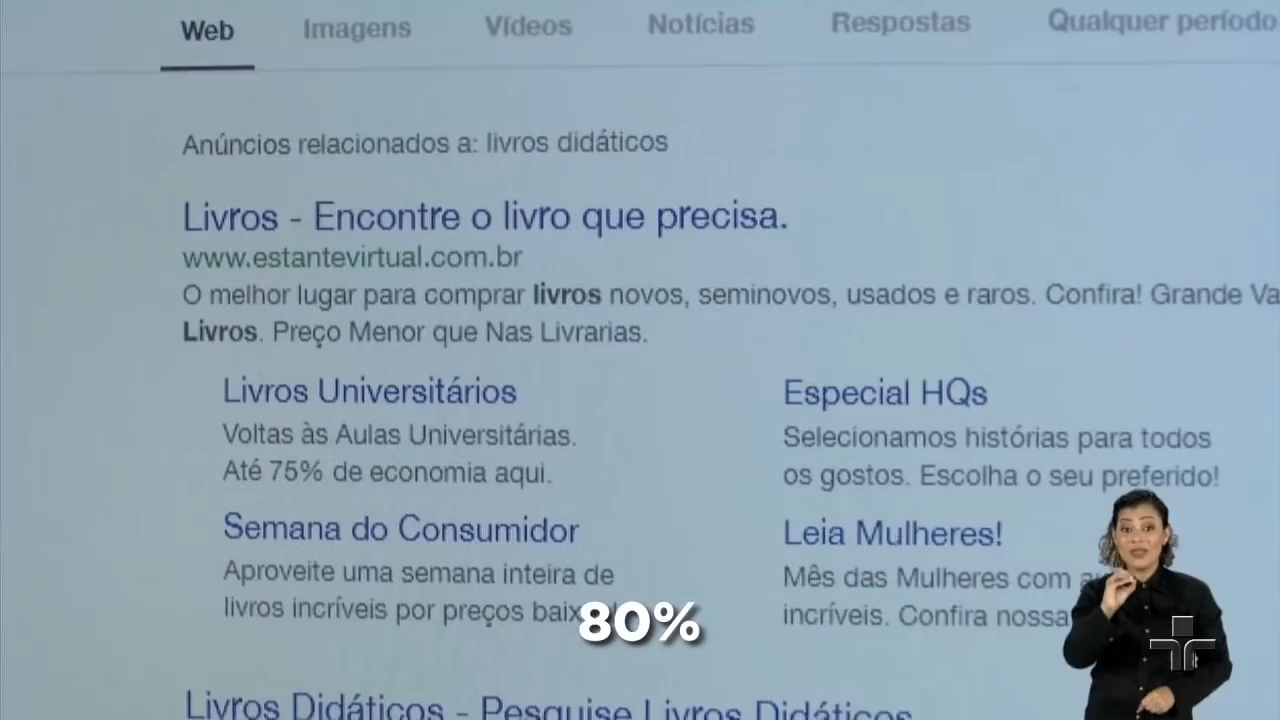 Web Imagens Vídeos Notícias Respostas Qualquer período
Anúncios relacionados a: livros didáticos
Livros - Encontre o livro que precisa.
www.estantevirtual.com.br
O melhor lugar para comprar livros novos, seminovos, usados e raros. Confira! Grande Va
Livros. Preço Menor que Nas Livrarias.
Livros Universitários
Voltas às Aulas Universitárias.
Até 75% de economia aqui.
Especial HQs
Selecionamos histórias para todos
os gostos. Escolha o seu preferido!
Semana do Consumidor
Aproveite uma semana inteira de
livros incríveis por preços
Leia Mulheres!
Mês das Mulheres com
incríveis. Confira nossa
80%
Livros Didáticos - Pesquise Livros Didáticos